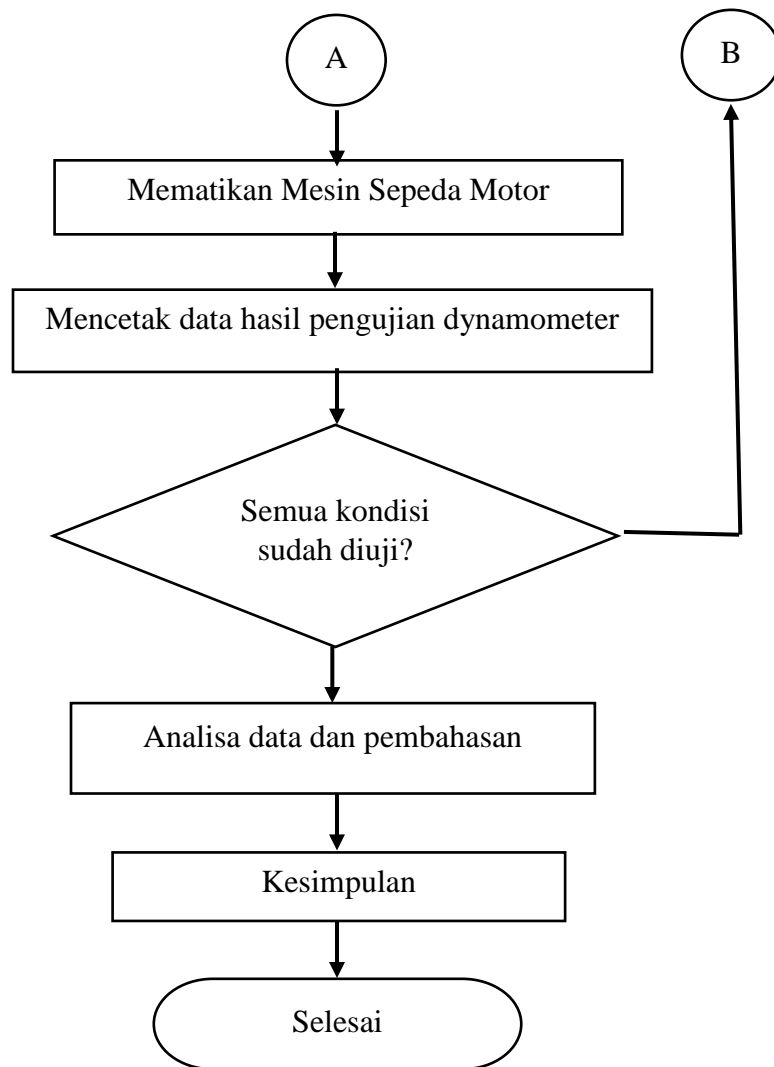 A
B
Mematikan Mesin Sepeda Motor
Mencetak data hasil pengujian dynamometer
Semua kondisi
sudah diuji?
Analisa data dan pembahasan
Kesimpulan
Selesai